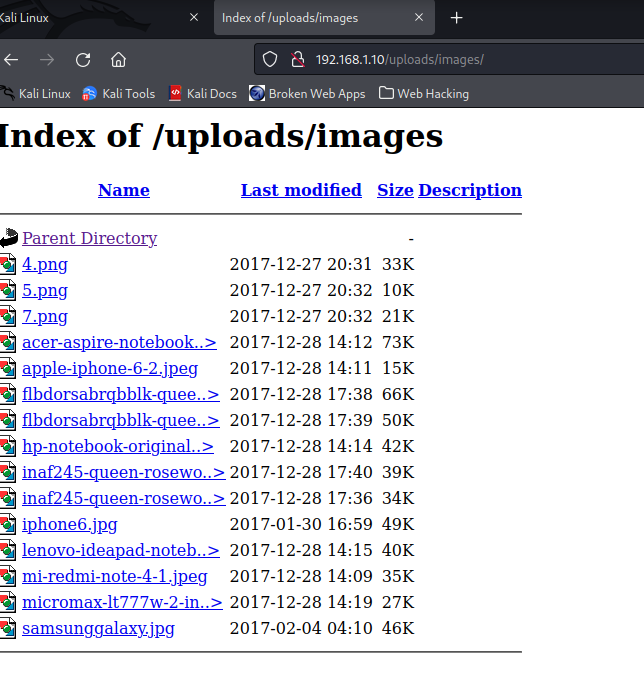 Kali Linux
Index of /uploads/images
192.168.1.10/uploads/images/
Kali Linux Kali Tools Kali Docs Broken Web Apps Web Hacking
Index of /uploads/images
Name Last modified Size Description
Parent Directory -
4.png 2017-12-27 20:31 33K
5.png 2017-12-27 20:32 10K
7.png 2017-12-27 20:32 21K
acer-aspire-notebook..> 2017-12-28 14:12 73K
apple-iphone-6-2.jpeg 2017-12-28 14:11 15K
flbdorsabrqbblk-quee..> 2017-12-28 17:38 66K
flbdorsabrqbblk-quee..> 2017-12-28 17:39 50K
hp-notebook-original..> 2017-12-28 14:14 42K
inaf245-queen-rosewo..> 2017-12-28 17:40 39K
inaf245-queen-rosewo..> 2017-12-28 17:36 34K
iphone6.jpg 2017-01-30 16:59 49K
lenovo-ideapad-noteb..> 2017-12-28 14:15 40K
mi-redmi-note-4-1.jpeg 2017-12-28 14:09 35K
micromax-lt777w-2-in..> 2017-12-28 14:19 27K
samsunggalaxy.jpg 2017-02-04 04:10 46K